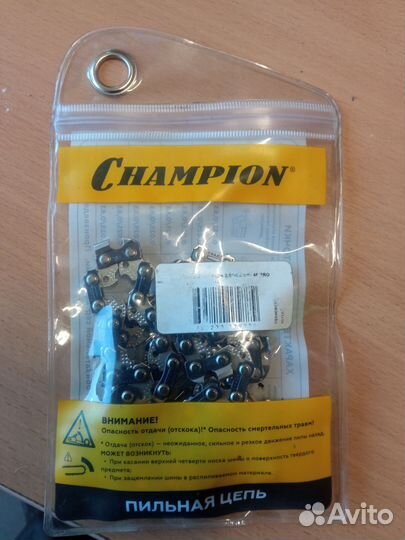 CHAMPION®
ВНИМАНИЕ!
Опасность отдачи (отскока)!* Опасность смертельных травм!
* Отдача (отскок) — неожиданное, сильное и резкое движение пилы назад.
МОЖЕТ ВОЗНИКНУТЬ:
• При касании верхней четверти носка шины к поверхности твердого
предмета;
• При защемлении шины в распиливаемом материале.
ПИЛЬНАЯ ЦЕПЬ
Avito